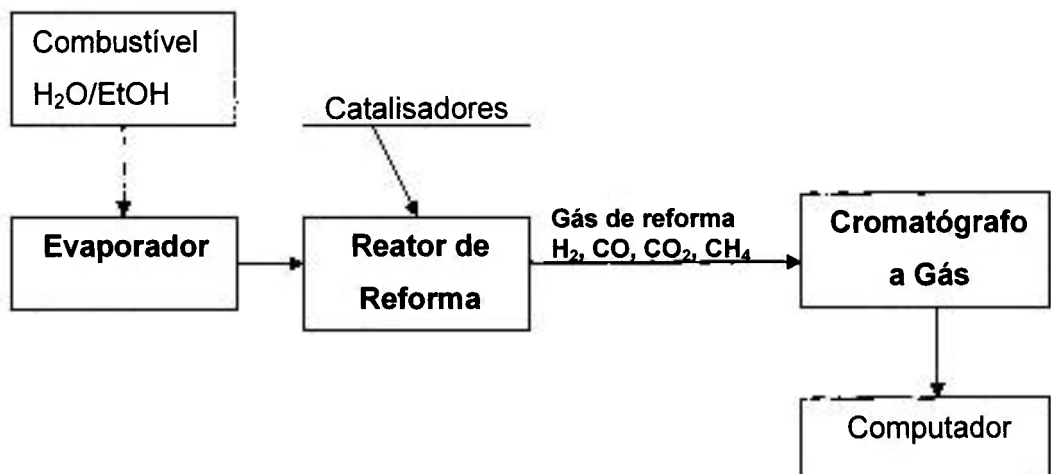 Combustível
H₂O/EtOH
Catalisadores
Evaporador
Reator de
Reforma
Gás de reforma
H₂, CO, CO₂, CH₄
Cromatógrafo
a Gás
Computador